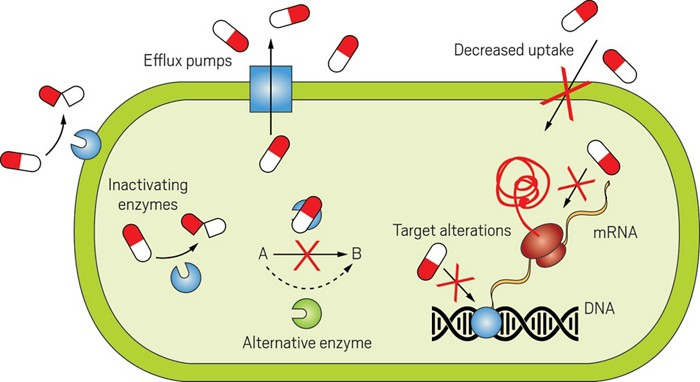 Efflux pumps
Decreased uptake
Inactivating
enzymes
A
B
Target alterations
mRNA
DNA
Alternative enzyme